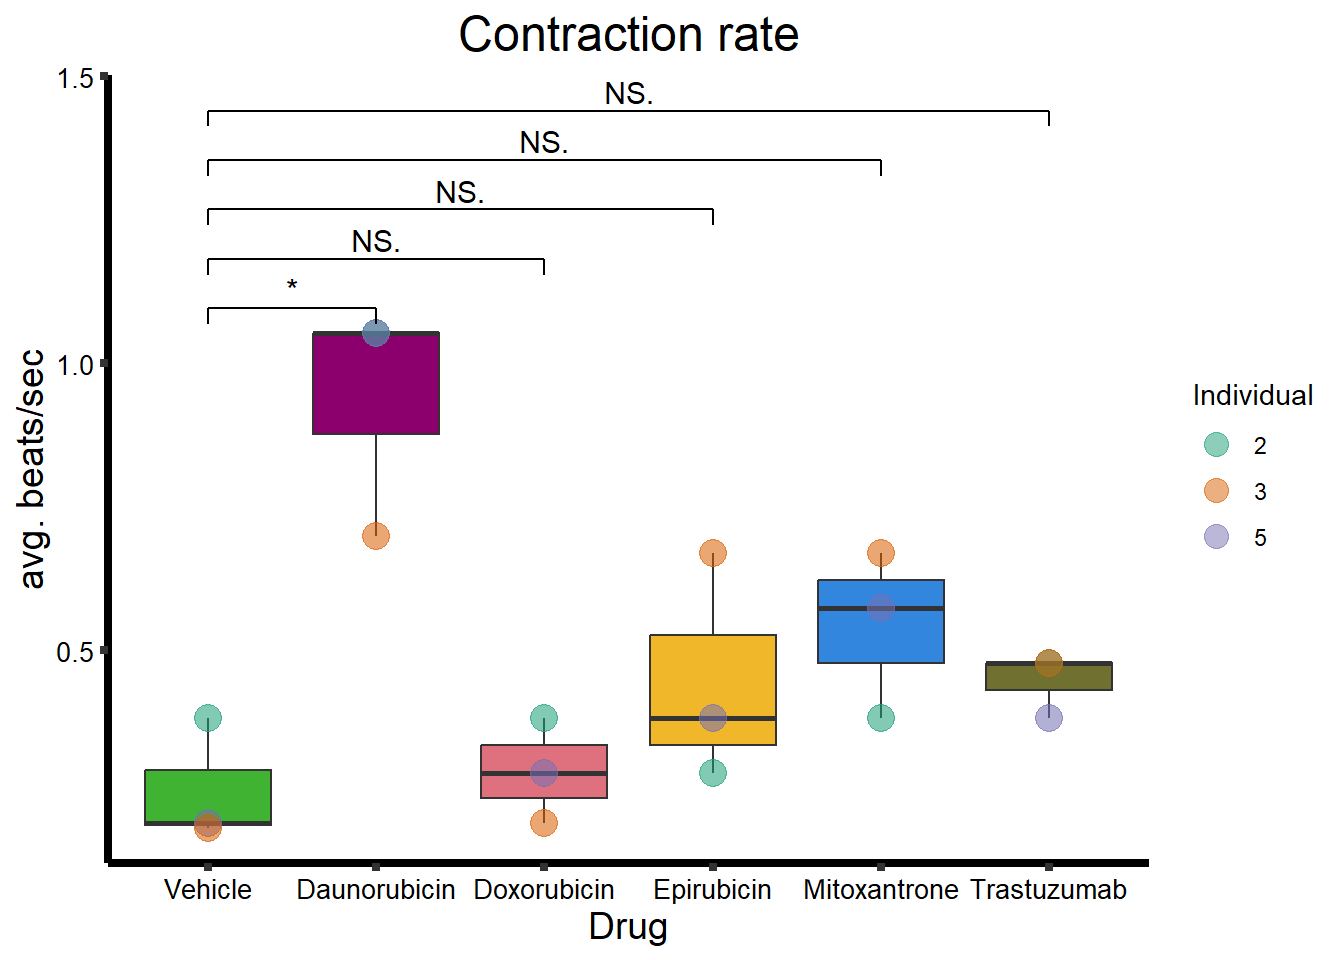 Contraction rate
1.5
NS.
NS.
NS.
NS.
*
1.0
0.5
avg. beats/sec
Individual
2
3
5
Vehicle Daunorubicin Doxorubicin Epirubicin Mitoxantrone Trastuzumab
Drug